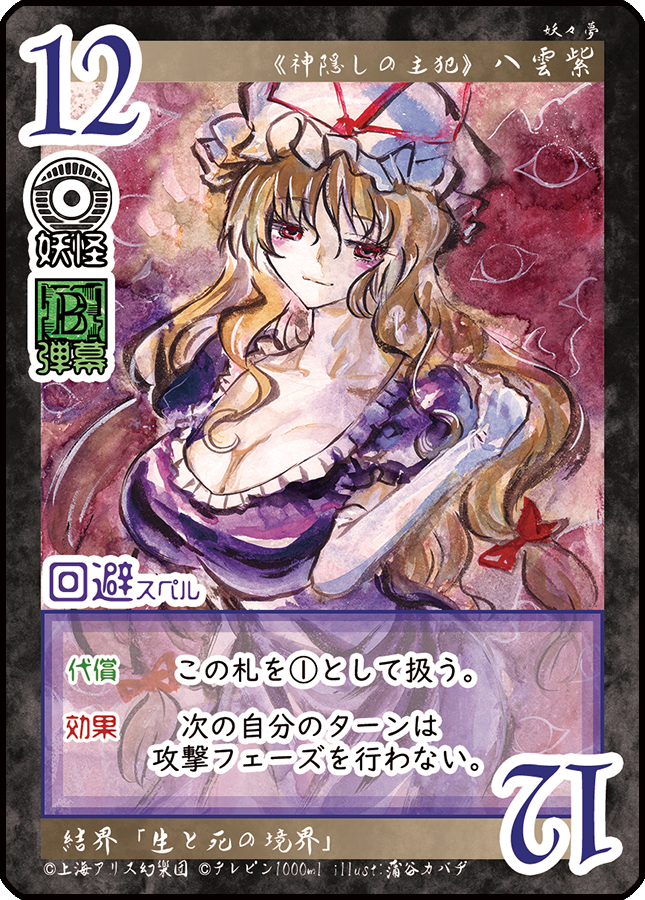 12
妖々夢
《神隠しの主犯》八雲紫
妖怪
B
弾幕
回避スペル
代償 この札を①として扱う。
効果 次の自分のターンは
攻撃フェーズを行わない。
12
結界「生と死の境界」
©上海アリス幻樂団 ©テレピン1000ml illust:蒲谷カバヂ